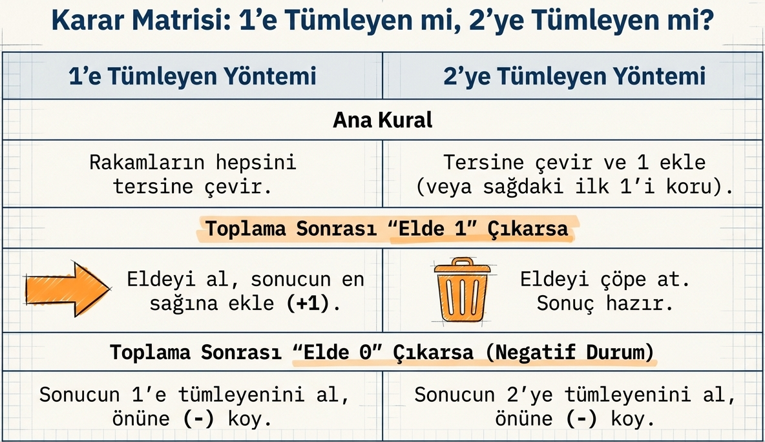 Karar Matrisi: 1’e Tümleyen mi, 2’ye Tümleyen mi?
1’e Tümleyen Yöntemi
2’ye Tümleyen Yöntemi
Ana Kural
Rakamların hepsini
tersine çevir.
Tersine çevir ve 1 ekle
(veya sağdaki ilk 1’i koru).
Toplama Sonrası “Elde 1” Çıkarsa
Eldeyi al, sonucun en
sağına ekle (+1).
Eldeyi çöpe at.
Sonuç hazır.
Toplama Sonrası “Elde 0” Çıkarsa (Negatif Durum)
Sonucun 1’e tümleyenini al,
önüne (-) koy.
Sonucun 2’ye tümleyenini al,
önüne (-) koy.